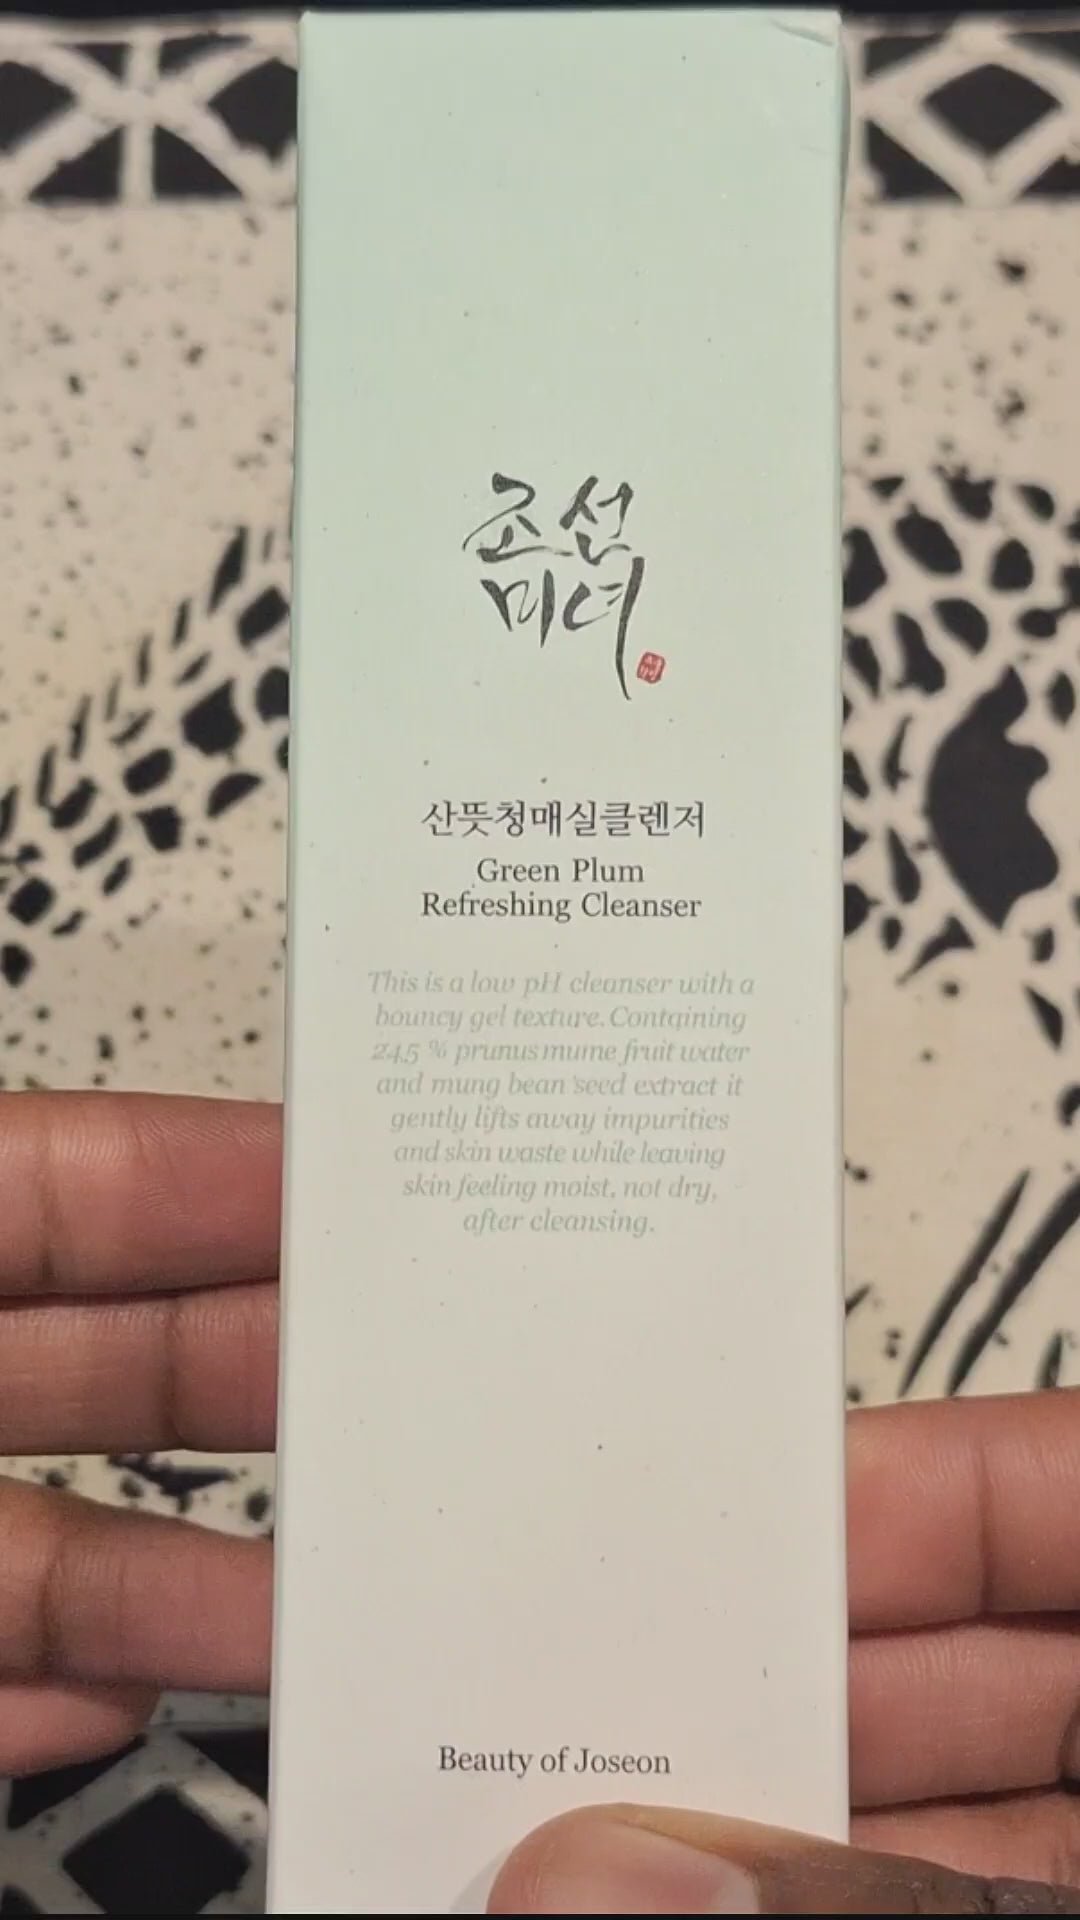 조선
미녀
산뜻청매실클렌저
Green Plum
Refreshing Cleanser
This is a low pH cleanser with a
bouncy gel texture. Containing
24.5 % prunus mume fruit water
and mung bean seed extract it
gently lifts away impurities
and skin waste while leaving
skin feeling moist, not dry,
after cleansing.
Beauty of Joseon